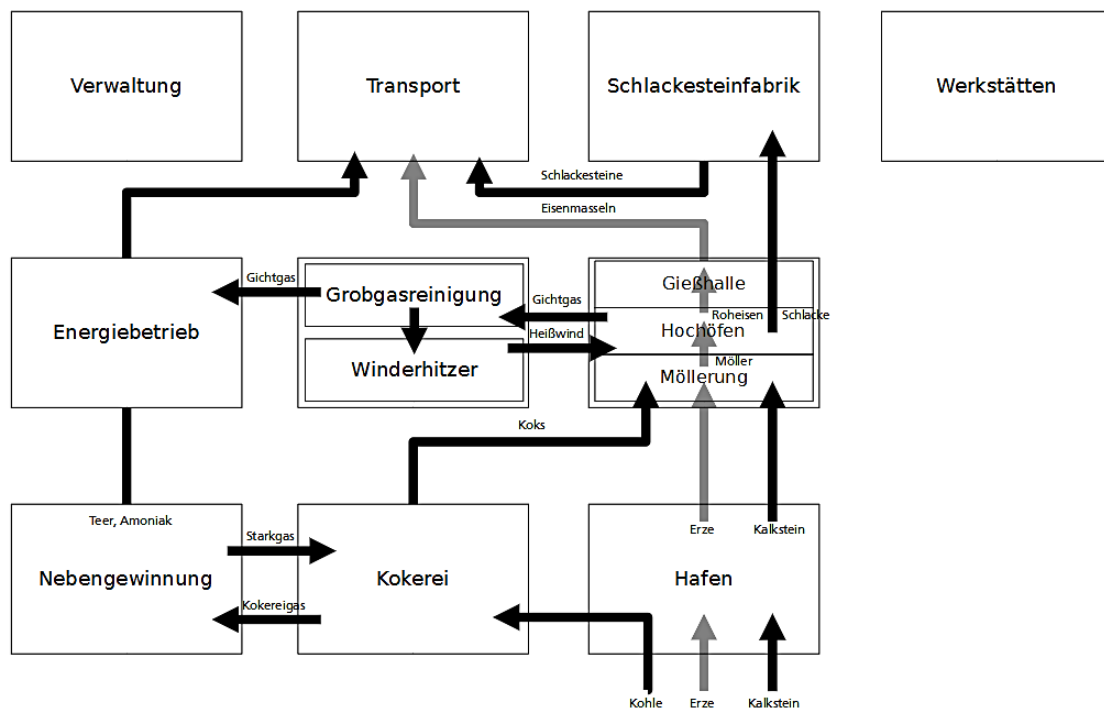 Verwaltung
Transport
Schlackesteinfabrik
Werkstätten
Schlackesteine
Eisenmasseln
Gichtgas
Grobgasreinigung
Gichtgas
Gießhalle
Roheisen
Schlacke
Energiebetrieb
Heißwind
Hochöfen
Winderhitzer
Möller
Möllerung
Koks
Teer, Amoniak
Starkgas
Erze
Kalkstein
Nebengewinnung
Kokerei
Hafen
Kokereigas
Kohle
Erze
Kalkstein